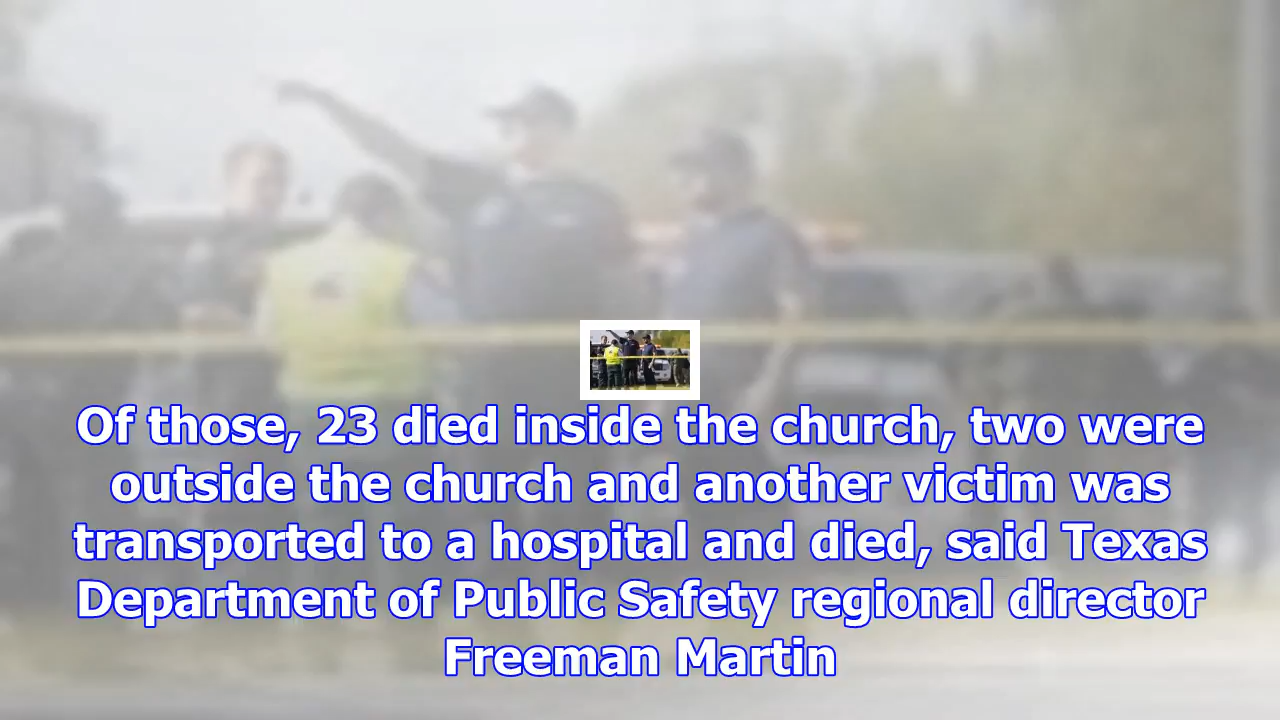 Of those, 23 died inside the church, two were
outside the church and another victim was
transported to a hospital and died, said Texas
Department of Public Safety regional director
Freeman Martin